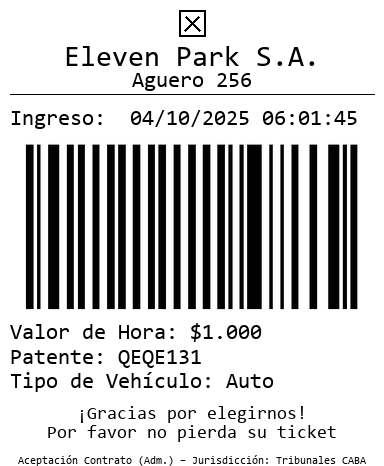 Eleven Park S.A.
Aguero 256
Ingreso: 04/10/2025 06:01:45
Valor de Hora: $1.000
Patente: QEQE131
Tipo de Vehículo: Auto
¡Gracias por elegirnos!
Por favor no pierda su ticket
Aceptación Contrato (Adm.) – Jurisdicción: Tribunales CABA